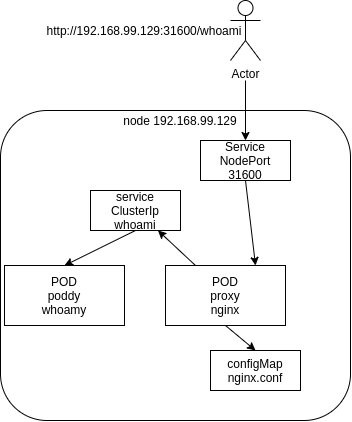 http://192.168.99.129:31600/whoami
Actor
node 192.168.99.129
Service
NodePort
31600
service
ClusterIp
whoami
POD
poddy
whoamy
POD
proxy
nginx
configMap
nginx.conf